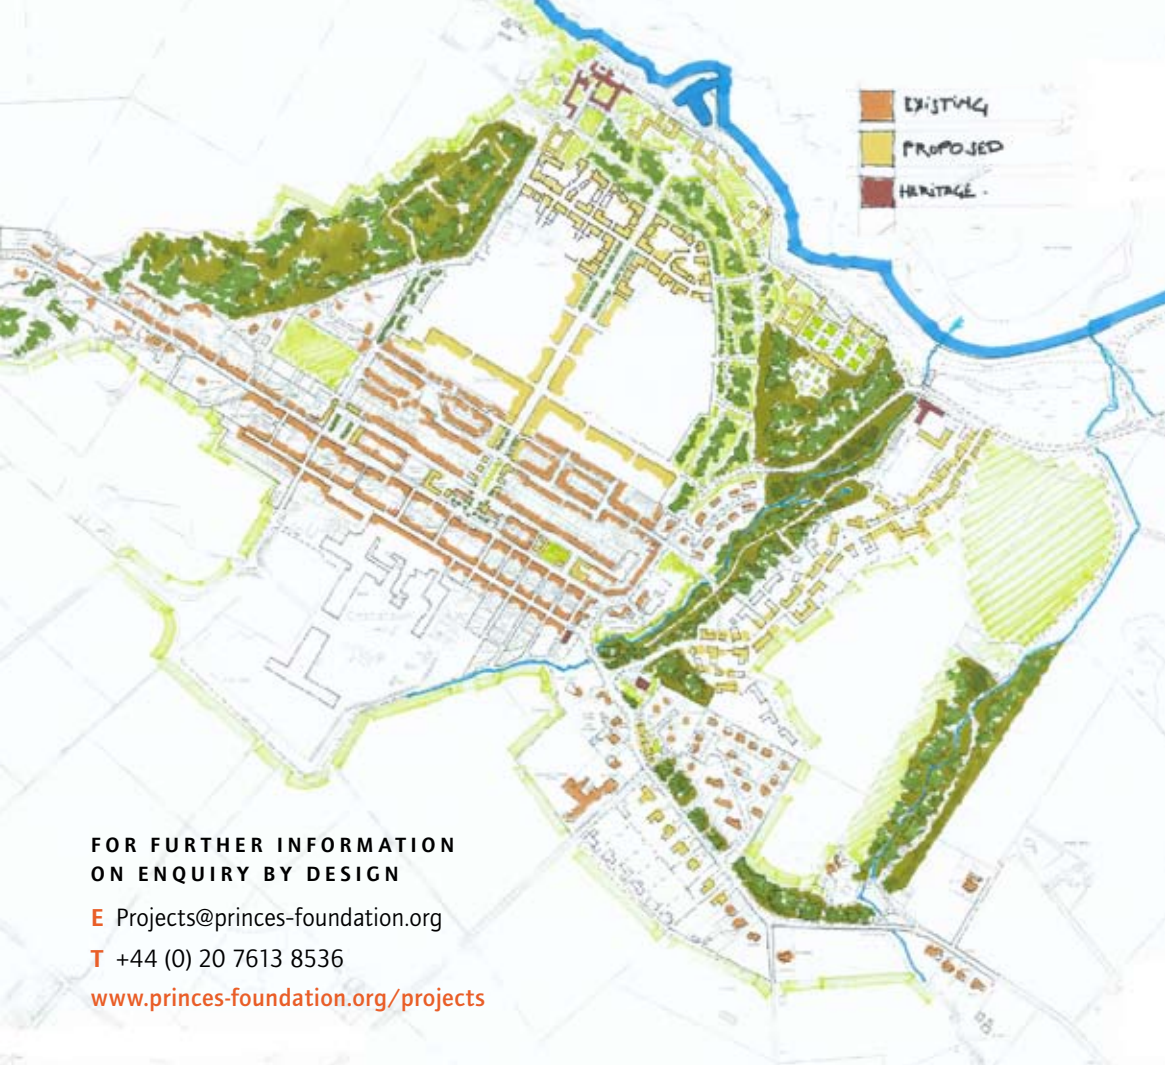 EXISTING
PROPOSED
HERITAGE.
FOR FURTHER INFORMATION
ON ENQUIRY BY DESIGN
E Projects@princes-foundation.org
T +44 (0) 20 7613 8536
www.princes-foundation.org/projects